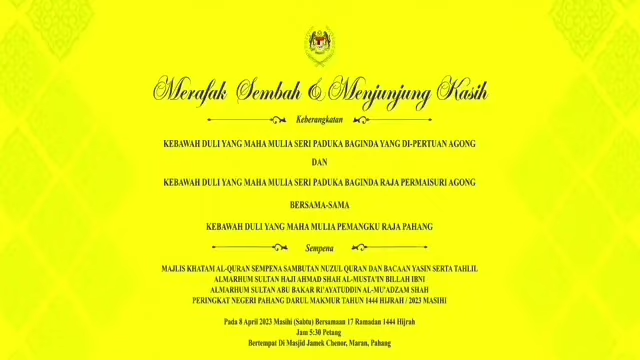 Merafak Sembah & Menjunjung Kasih
Keberangkatan
KEBAWAH DULI YANG MAHA MULIA SERI PADUKA BAGINDA YANG DI-PERTUAN AGONG
DAN
KEBAWAH DULI YANG MAHA MULIA SERI PADUKA BAGINDA RAJA PERMAISURI AGONG
BERSAMA-SAMA
KEBAWAH DULI YANG MAHA MULIA PEMANGKU RAJA PAHANG
Sempena
MAJLIS KHATAM AL-QURAN SEMPENA SAMBUTAN NUZUL QURAN DAN BACAAN YASIN SERTA TAHLIL
ALMARHUM SULTAN HAJI AHMAD SHAH AL-MUSTA'IN BILLAH IBNI
ALMARHUM SULTAN ABU BAKAR RI'AYATUDDIN AL-MU'ADZAM SHAH
PERINGKAT NEGERI PAHANG DARUL MAKMUR TAHUN 1444 HIJRAH / 2023 MASIHI
Pada 8 April 2023 Masihi (Sabtu) Bersamaan 17 Ramadan 1444 Hijrah
Jam 5:30 Petang
Bertempat Di Masjid Jamek Chenor, Maran, Pahang